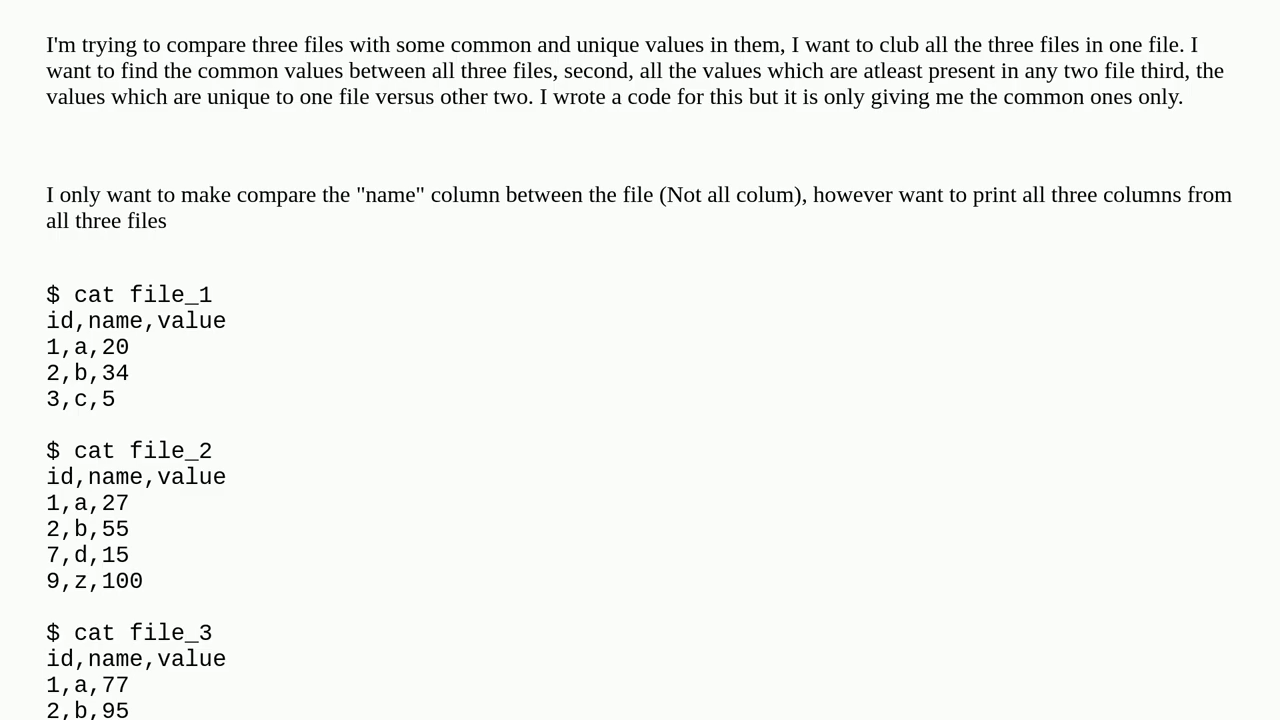 I'm trying to compare three files with some common and unique values in them, I want to club all the three files in one file. I
want to find the common values between all three files, second, all the values which are atleast present in any two file third, the
values which are unique to one file versus other two. I wrote a code for this but it is only giving me the common ones only.
I only want to make compare the "name" column between the file (Not all colum), however want to print all three columns from
all three files
$ cat file_1
id,name,value
1,a,20
2,b,34
3,c,5
$ cat file_2
id,name,value
1,a,27
2,b,55
7,d,15
9,z,100
$ cat file_3
id,name,value
1,a,77
2,b,95